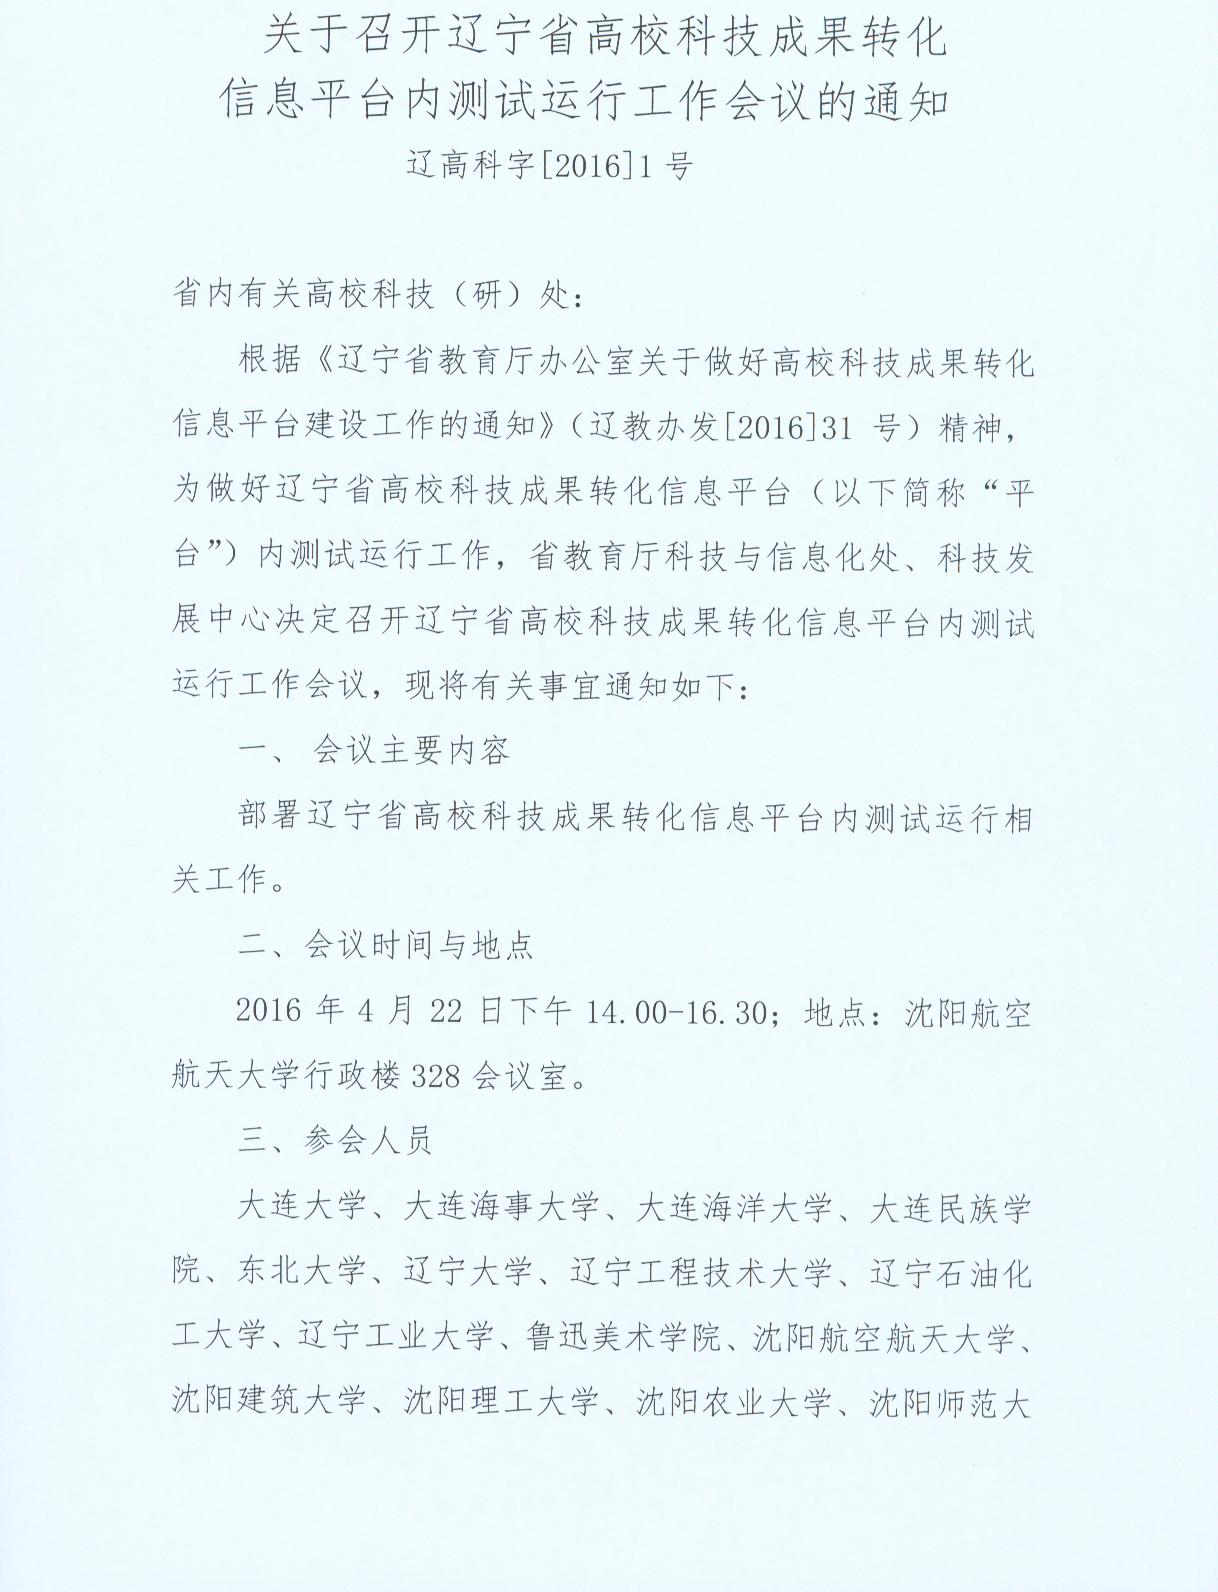 关于召开辽宁省高校科技成果转化
信息平台内测试运行工作会议的通知
辽高科字[2016]1 号
省内有关高校科技（研）处：
根据《辽宁省教育厅办公室关于做好高校科技成果转化
信息平台建设工作的通知》（辽教办发[2016]31 号）精神，
为做好辽宁省高校科技成果转化信息平台（以下简称“平
台”）内测试运行工作，省教育厅科技与信息化处、科技发
展中心决定召开辽宁省高校科技成果转化信息平台内测试
运行工作会议，现将有关事宜通知如下：
一、 会议主要内容
部署辽宁省高校科技成果转化信息平台内测试运行相
关工作。
二、会议时间与地点
2016 年 4 月 22 日下午 14.00-16.30；地点：沈阳航空
航天大学行政楼 328 会议室。
三、参会人员
大连大学、大连海事大学、大连海洋大学、大连民族学
院、东北大学、辽宁大学、辽宁工程技术大学、辽宁石油化
工大学、辽宁工业大学、鲁迅美术学院、沈阳航空航天大学、
沈阳建筑大学、沈阳理工大学、沈阳农业大学、沈阳师范大